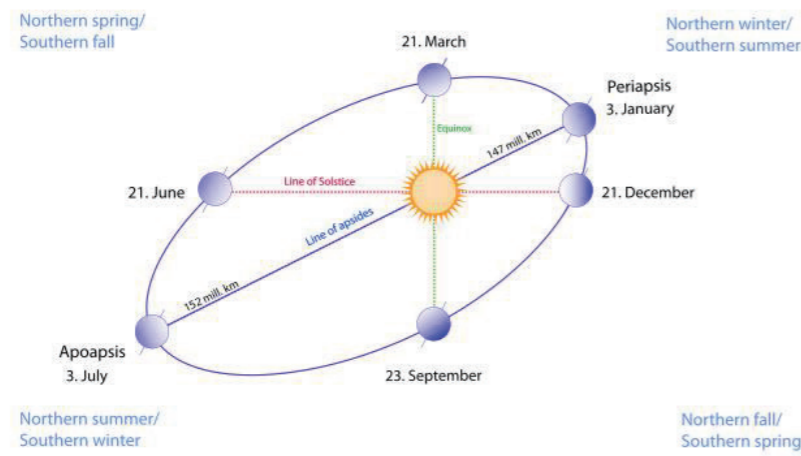 Northern spring/
Southern fall
21. March
Northern winter/
Southern summer
Periapsis
3. January
Equinox
147 mill. km
21. June
Line of Solstice
21. December
Line of apsides
152 mill. km
Apoapsis
3. July
23. September
Northern summer/
Southern winter
Northern fall/
Southern spring